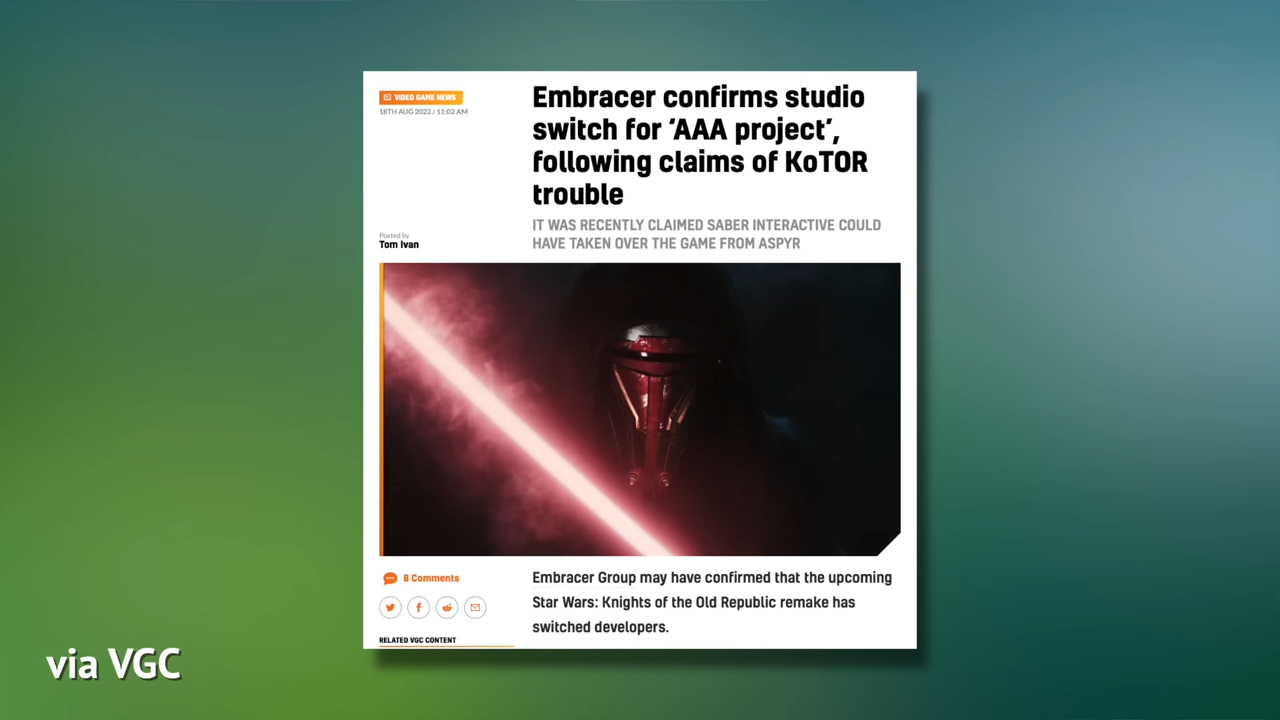 VIDEO GAME NEWS
18TH AUG 2022 / 11:02 AM
Embracer confirms studio
switch for ‘AAA project’,
following claims of KoTOR
trouble
IT WAS RECENTLY CLAIMED SABER INTERACTIVE COULD
HAVE TAKEN OVER THE GAME FROM ASPYR
Posted by
Tom Ivan
8 Comments
Embracer Group may have confirmed that the upcoming
Star Wars: Knights of the Old Republic remake has
switched developers.
RELATED VGC CONTENT
via VGC